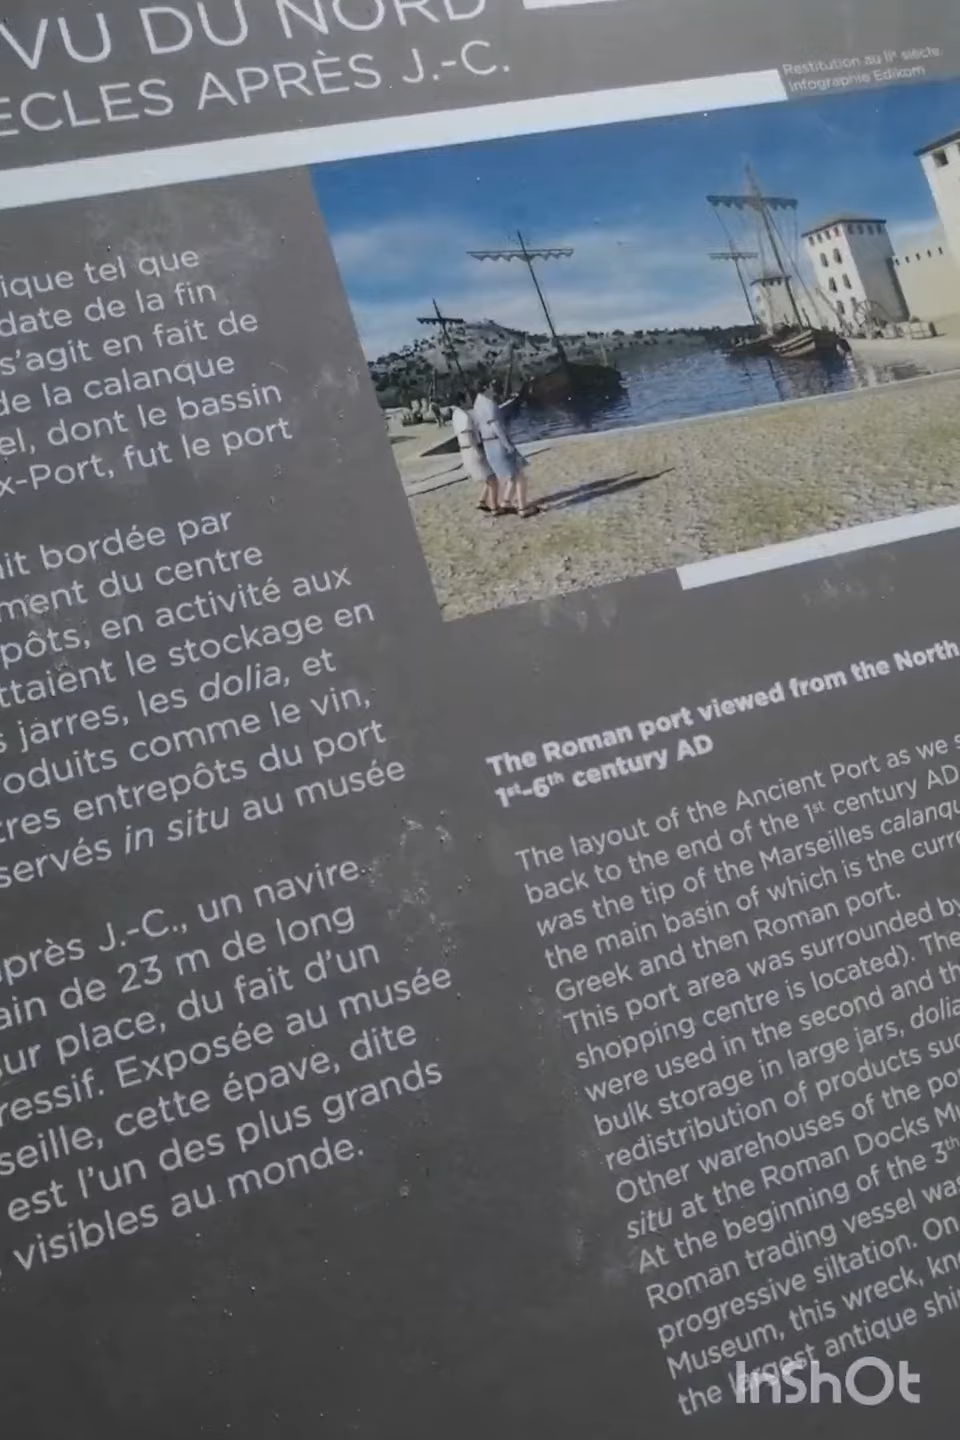 VU DU NORD
ECLES APRÈS J.-C.
Restitution au IIe siècle.
Infographie Edikom
ique tel que
date de la fin
s'agit en fait de
de la calanque
el, dont le bassin
x-Port, fut le port
it bordée par
ment du centre
pôts, en activité aux
ttaient le stockage en
s jarres, les dolia, et
roduits comme le vin,
tres entrepôts du port
servés in situ au musée
près J.-C., un navire
ain de 23 m de long
ur place, du fait d'un
ressif. Exposée au musée
seille, cette épave, dite
est l'un des plus grands
visibles au monde.
The Roman port viewed from the North
1st-6th century AD
The layout of the Ancient Port as we s
back to the end of the 1st century AD
was the tip of the Marseilles calanqu
the main basin of which is the curre
Greek and then Roman port.
This port area was surrounded by
shopping centre is located). The
were used in the second and th
bulk storage in large jars, dolia
redistribution of products suc
Other warehouses of the po
situ at the Roman Docks Mu
At the beginning of the 3th
Roman trading vessel was
progressive siltation. On
Museum, this wreck, kno
the largest antique shi
InShOt